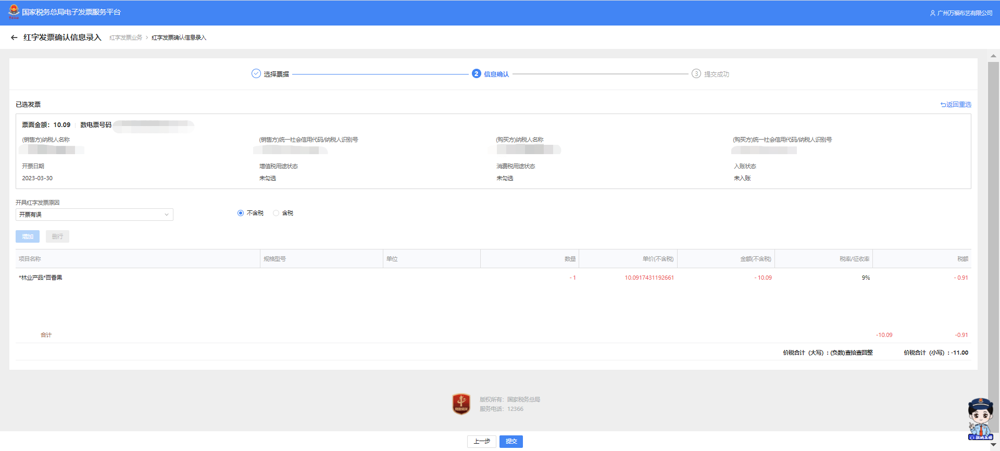 国家税务总局电子发票服务平台
广州万福布艺有限公司
红字发票确认信息录入 红字发票业务 > 红字发票确认信息录入
选择票据 2 信息确认 3 提交成功
已选发票 返回重选
票面金额：10.09 数电票号码
(销售方)纳税人名称 (销售方)统一社会信用代码/纳税人识别号 (购买方)纳税人名称 (购买方)统一社会信用代码/纳税人识别号
开票日期 增值税用途状态 消费税用途状态 入账状态
2023-03-30 未勾选 未勾选 未入账
开具红字发票原因
开票有误 不含税 含税
增加 删行
项目名称 规格型号 单位 数量 单价(不含税) 金额(不含税) 税率/征收率 税额
*林业产品*百香果 - 1 10.0917431192661 - 10.09 9% - 0.91
合计 -10.09 -0.91
价税合计（大写）: (负数)壹拾壹圆整 价税合计（小写）: -11.00
版权所有：国家税务总局
服务电话：12366
上一步 提交